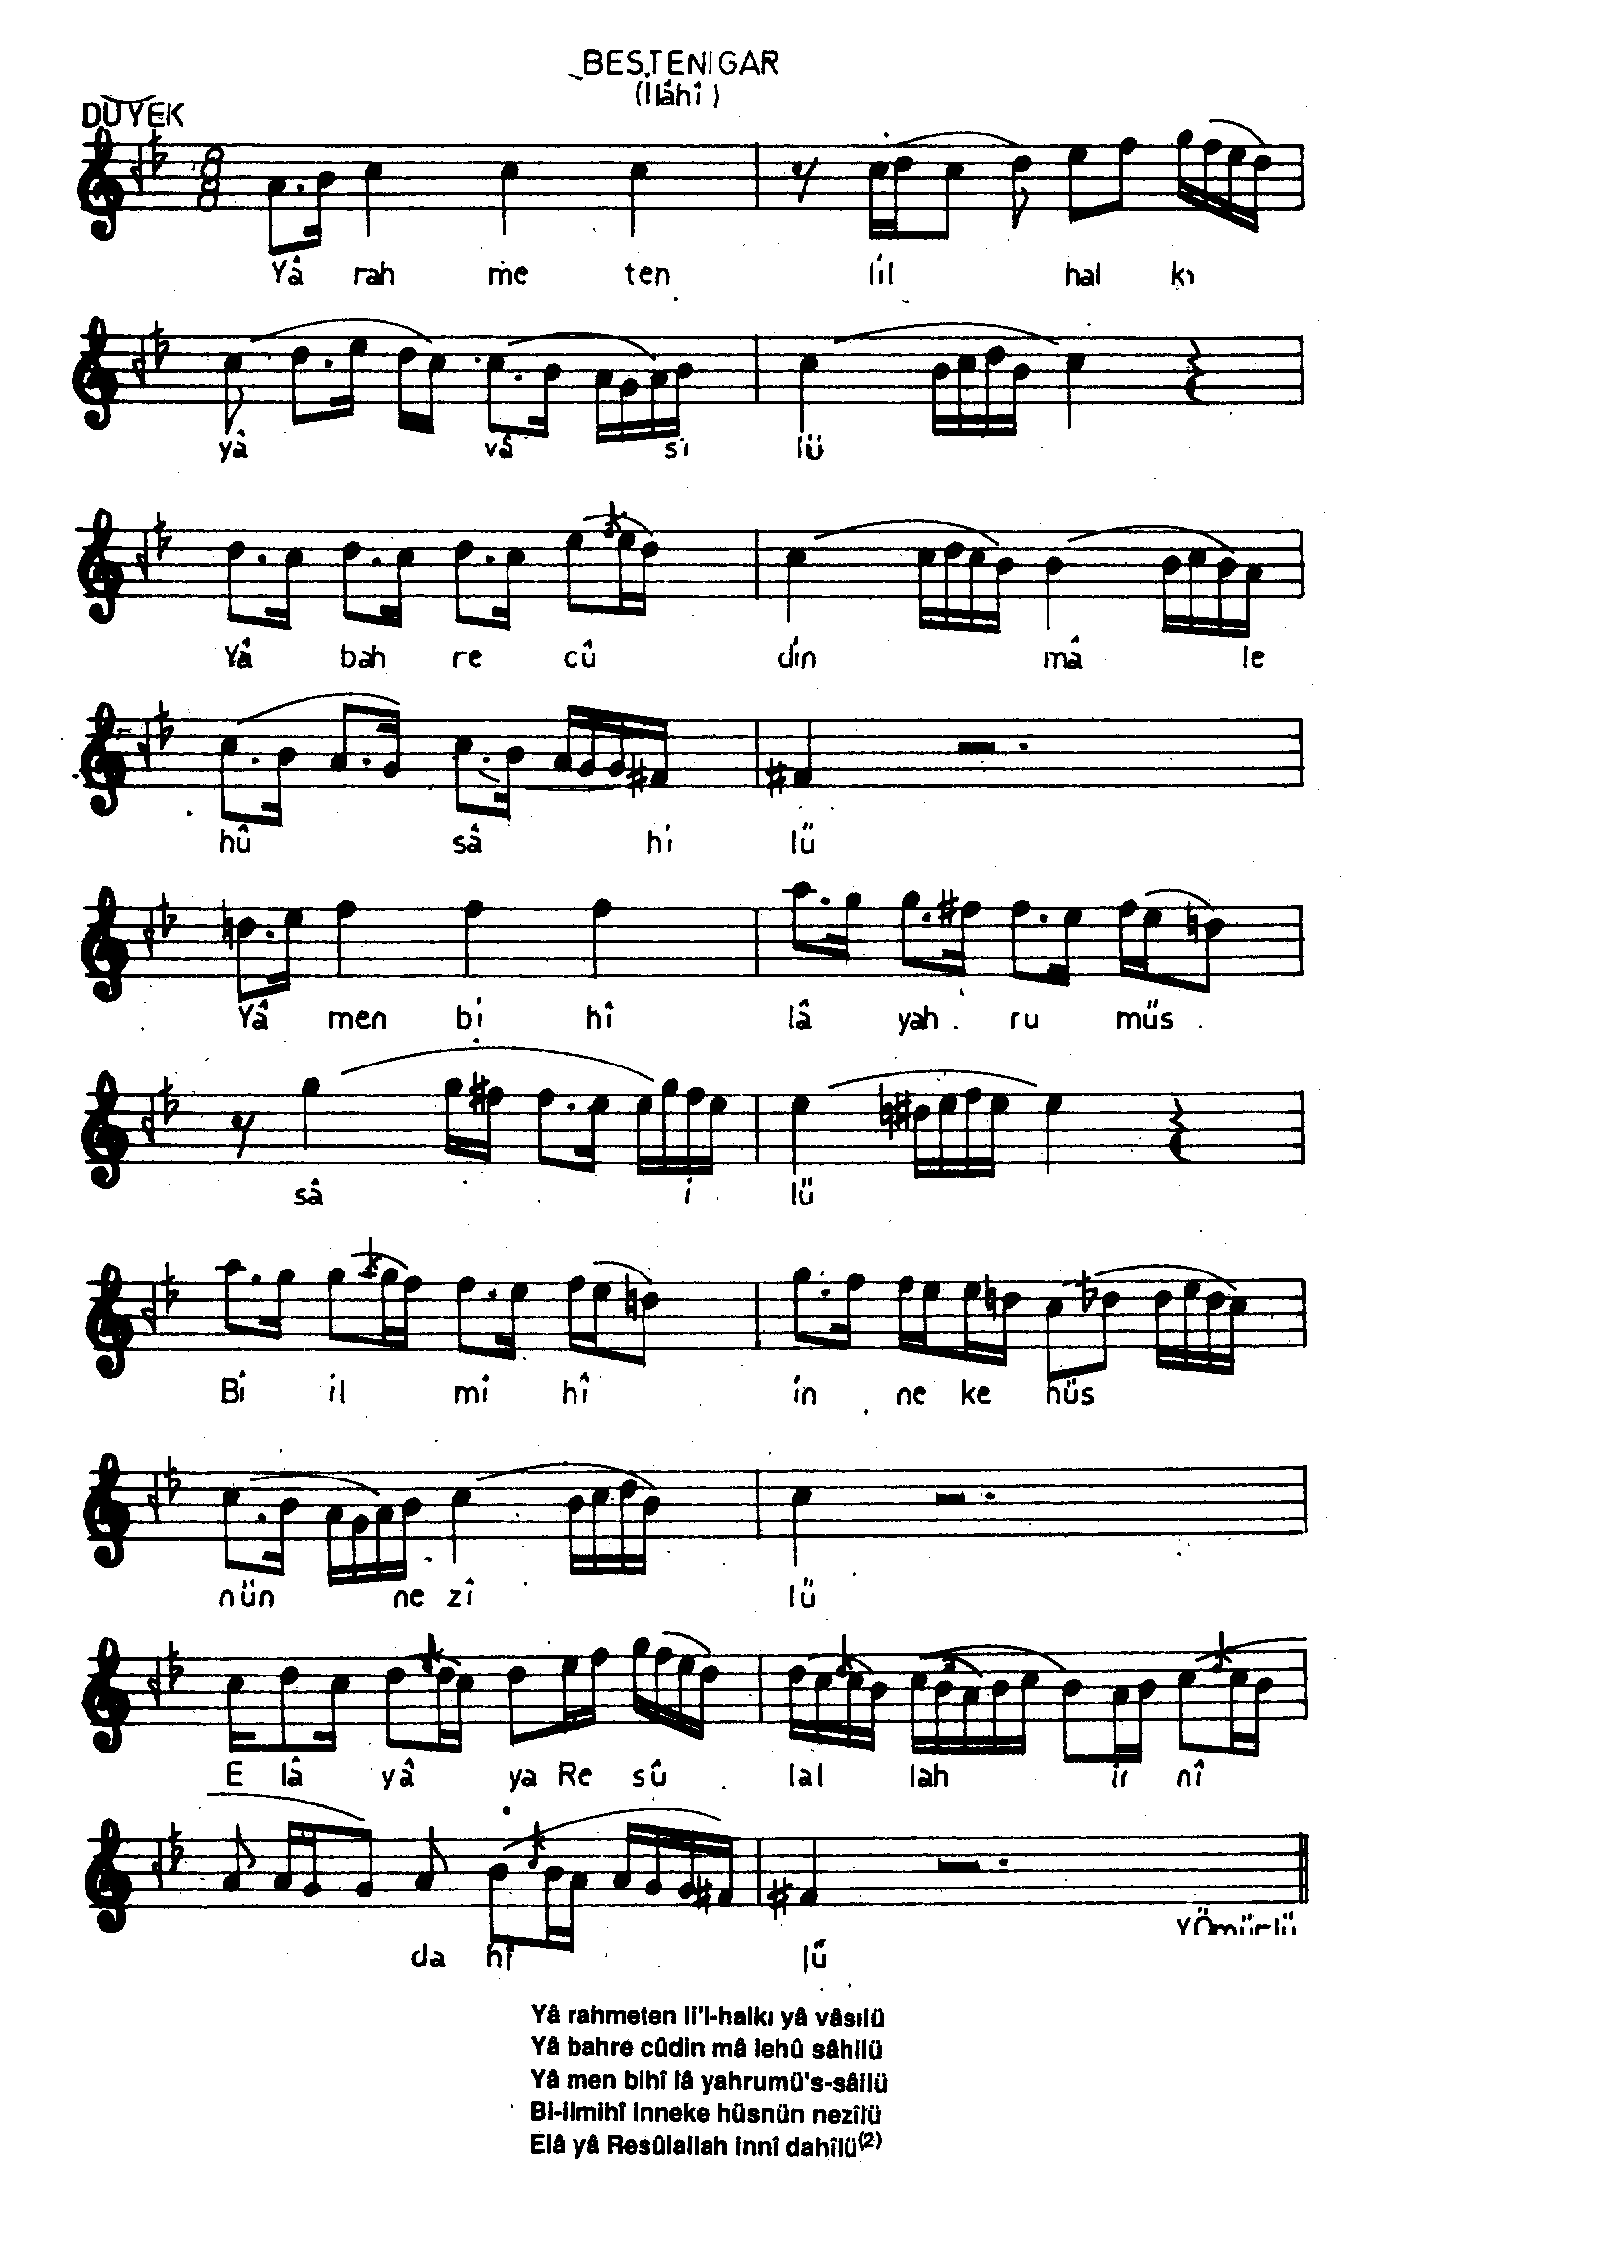 BESTENIGAR
(İlâhî)
DÜYEK
Yâ rah me ten lil hal kı
yâ vâ sı lü
Yâ bah re cû din mâ le
hû sâ hi lü
Yâ men bi hî lâ yah ru müs
sâ i lü
Bi il mi hî in ne ke hüs
nün ne zî lü
E lâ yâ ya Re sû lal lah ir nî
da hî lü
Y.Ömürlü
Yâ rahmeten li'l-halkı yâ vâsılü
Yâ bahre cûdin mâ lehû sâhilü
Yâ men bihî lâ yahrumü's-sâilü
Bi-ilmihî inneke hüsnün nezîlü
Elâ yâ Resûlallah innî dahîlü(2)